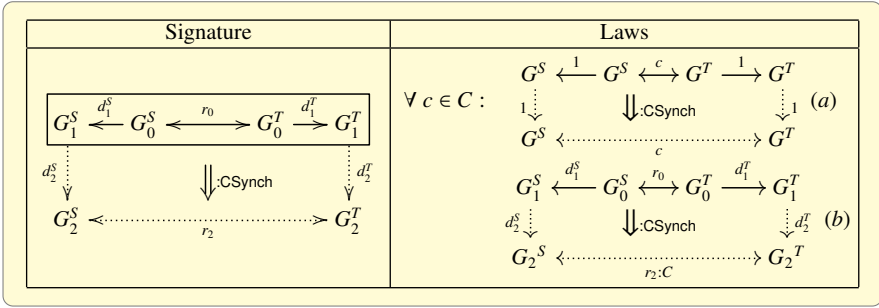 Signature Laws
∀ c ∈ C :
G^S 1 G^S c G^T 1 G^T
1 :CSynch 1 (a)
G^S c G^T
d_1^S r_0 d_1^T
G_1^S G_0^S G_0^T G_1^T
d_2^S :CSynch d_2^T
G_2^S r_2 G_2^T
d_1^S r_0 d_1^T
G_1^S G_0^S G_0^T G_1^T
d_2^S :CSynch d_2^T (b)
G_2^S r_2:C G_2^T